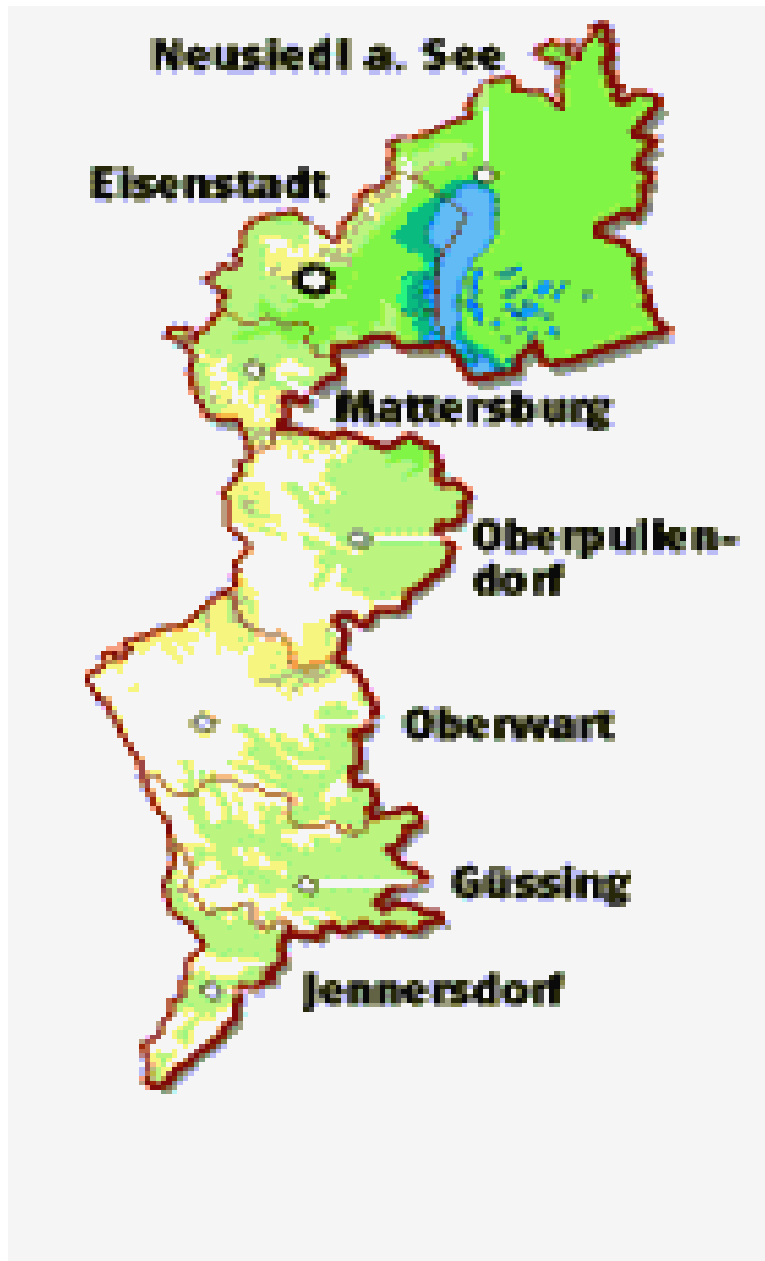 Neusiedl a. See
Eisenstadt
Mattersburg
Oberpullen-
dorf
Oberwart
Güssing
Jennersdorf